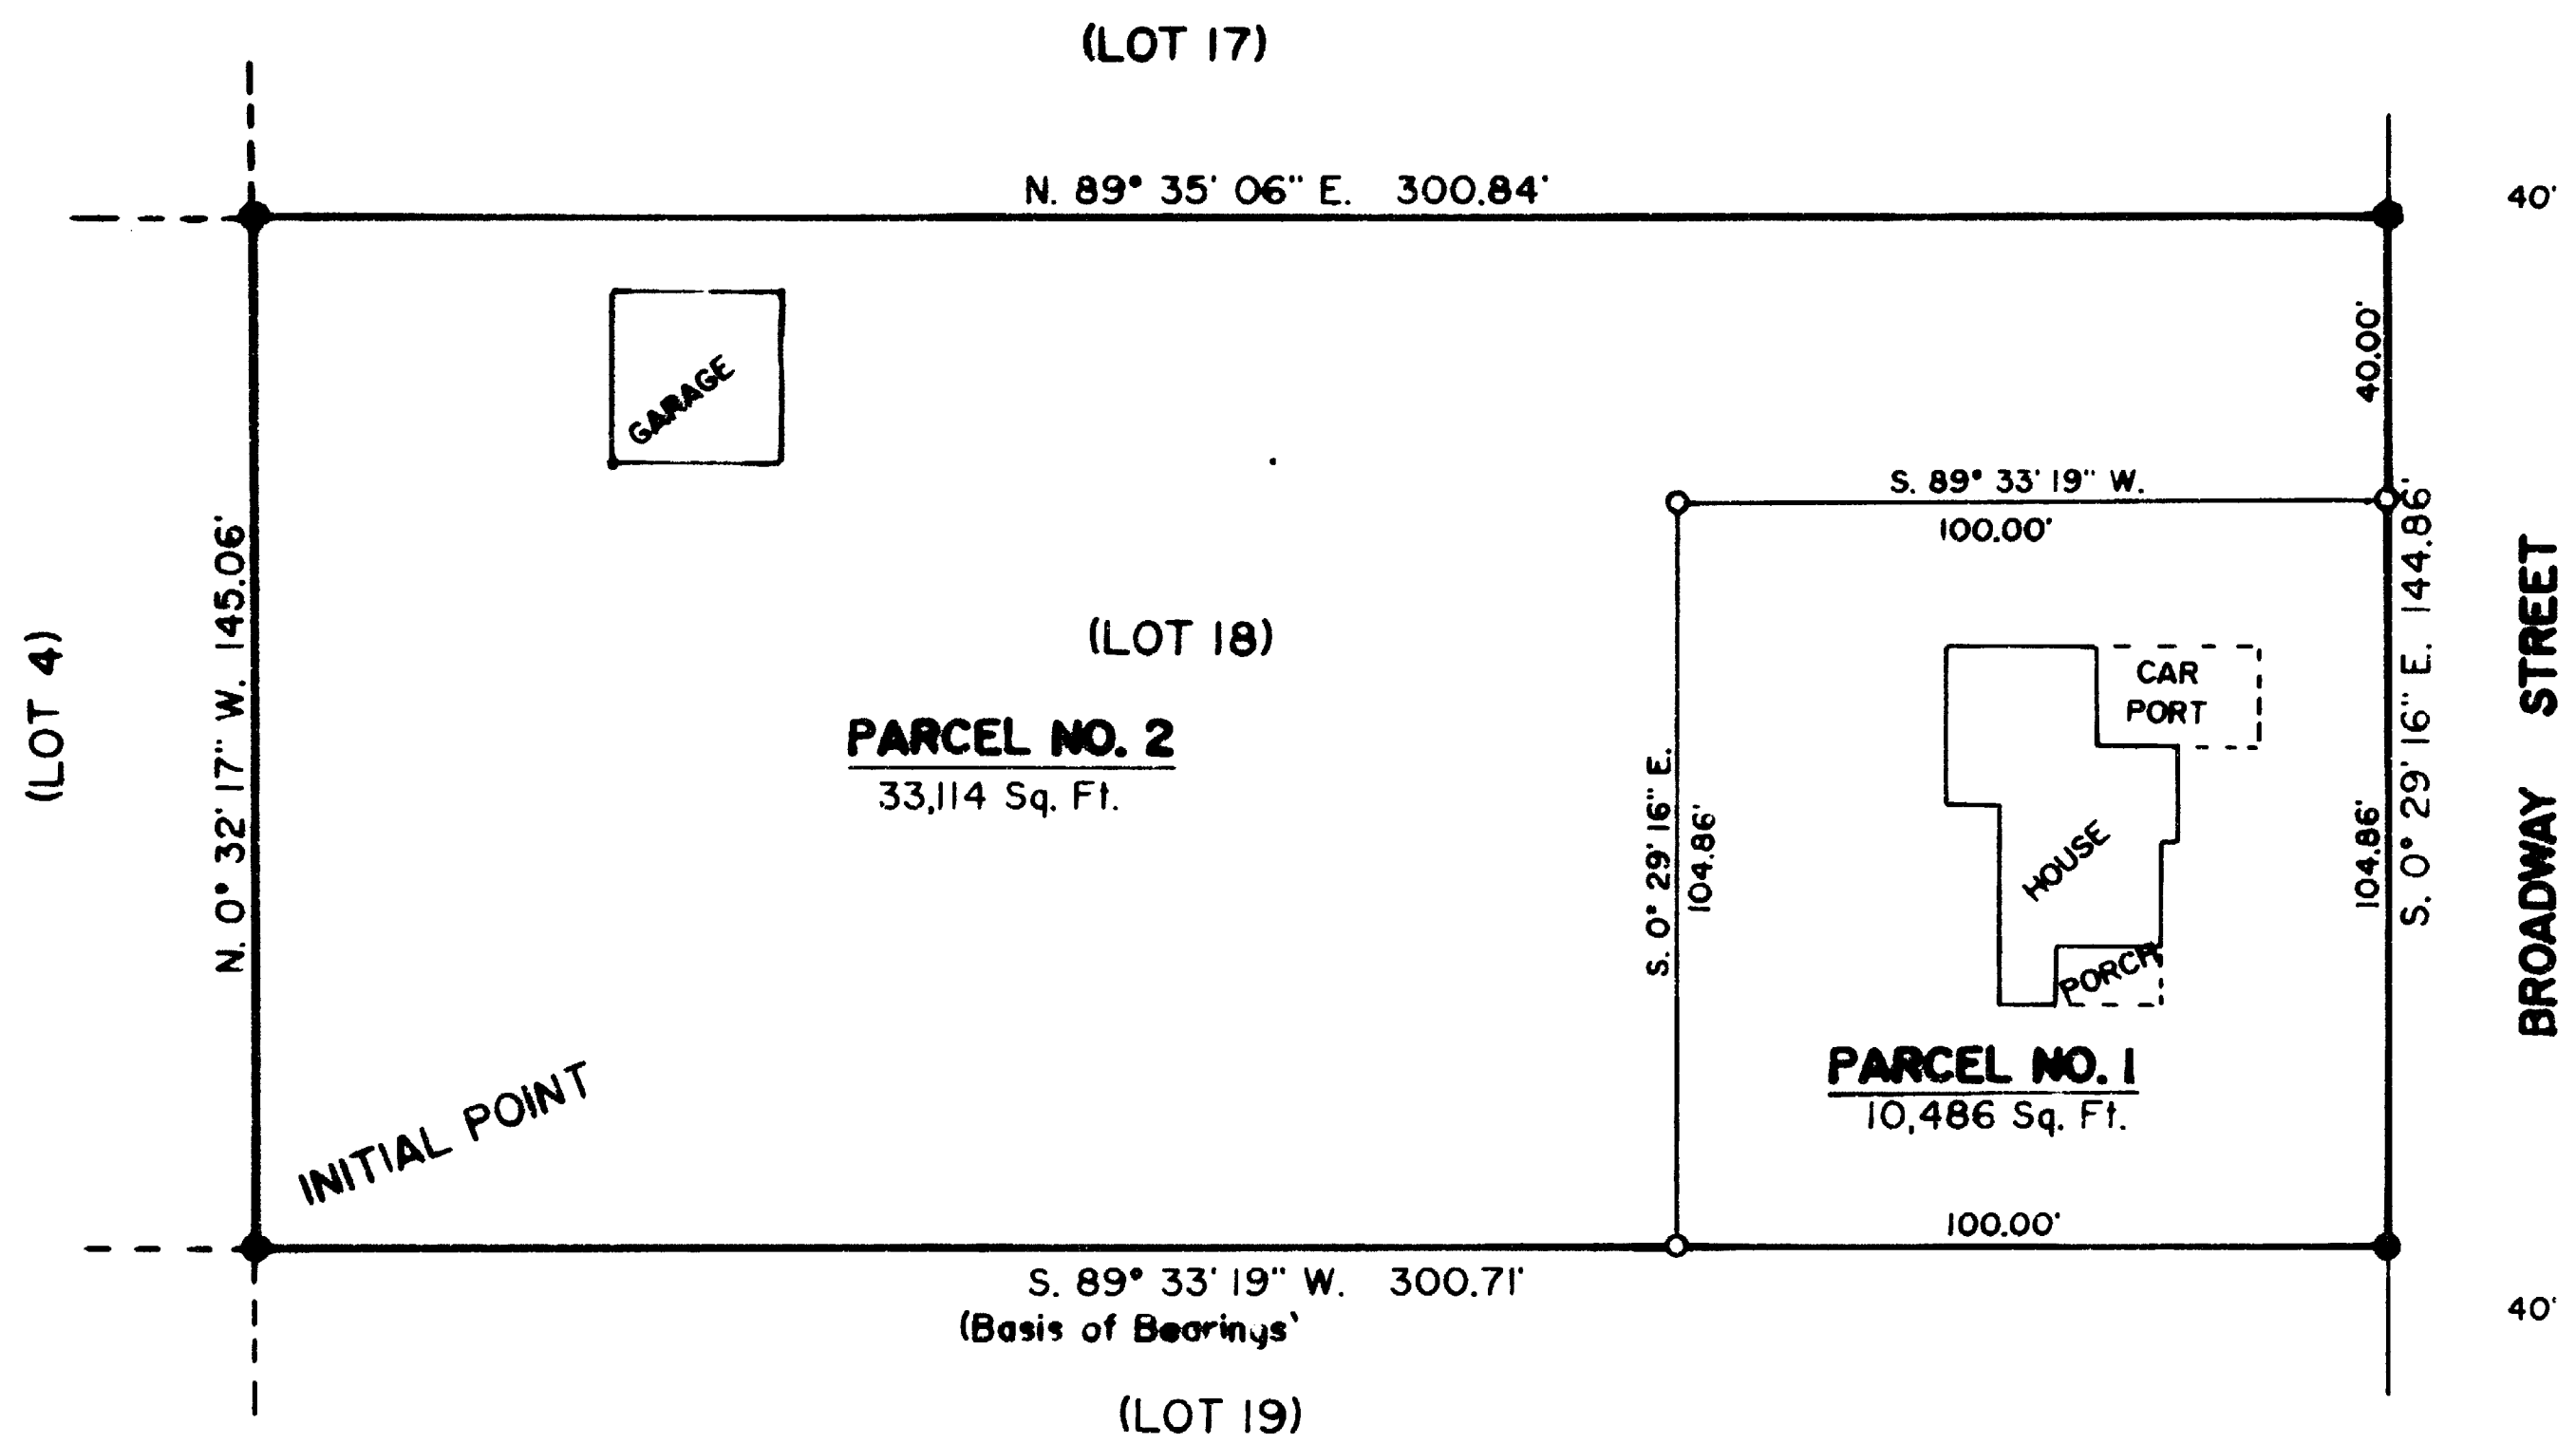 (LOT 17)
N. 89° 35' 06" E. 300.84'
40'
40.00'
GARAGE
S. 89° 33' 19" W.
100.00'
N. 0° 32' 17" W. 145.06'
(LOT 4)
(LOT 18)
PARCEL NO. 2
33,114 Sq. Ft.
S. 0° 29' 16" E.
104.86'
CAR
PORT
HOUSE
PORCH
104.86'
S. 0° 29' 16" E. 144.86'
BROADWAY STREET
PARCEL NO. 1
10,486 Sq. Ft.
INITIAL POINT
100.00'
S. 89° 33' 19" W. 300.71'
(Basis of Bearings'
40'
(LOT 19)